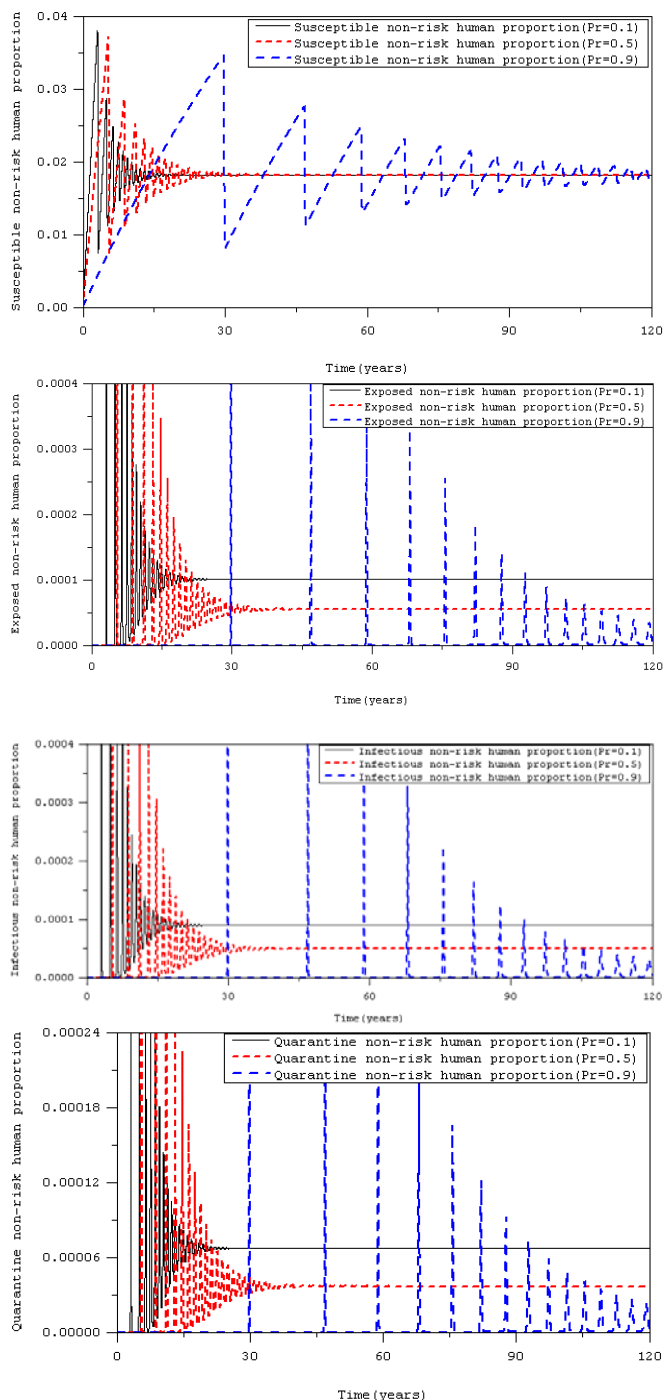 Susceptible non-risk human proportion
0.04
0.03
0.02
0.01
0.00
Susceptible non-risk human proportion(Pr=0.1)
Susceptible non-risk human proportion(Pr=0.5)
Susceptible non-risk human proportion(Pr=0.9)
0 30 60 90 120
Time(years)
Exposed non-risk human proportion
0.0004
0.0003
0.0002
0.0001
0.0000
Exposed non-risk human proportion(Pr=0.1)
Exposed non-risk human proportion(Pr=0.5)
Exposed non-risk human proportion(Pr=0.9)
0 30 60 90 120
Time(years)
Infectious non-risk human proportion
0.0004
0.0003
0.0002
0.0001
0.0000
Infectious non-risk human proportion(Pr=0.1)
Infectious non-risk human proportion(Pr=0.5)
Infectious non-risk human proportion(Pr=0.9)
0 30 60 90 120
Time(years)
Quarantine non-risk human proportion
0.00024
0.00018
0.00012
0.00006
0.00000
Quarantine non-risk human proportion(Pr=0.1)
Quarantine non-risk human proportion(Pr=0.5)
Quarantine non-risk human proportion(Pr=0.9)
0 30 60 90 120
Time(years)